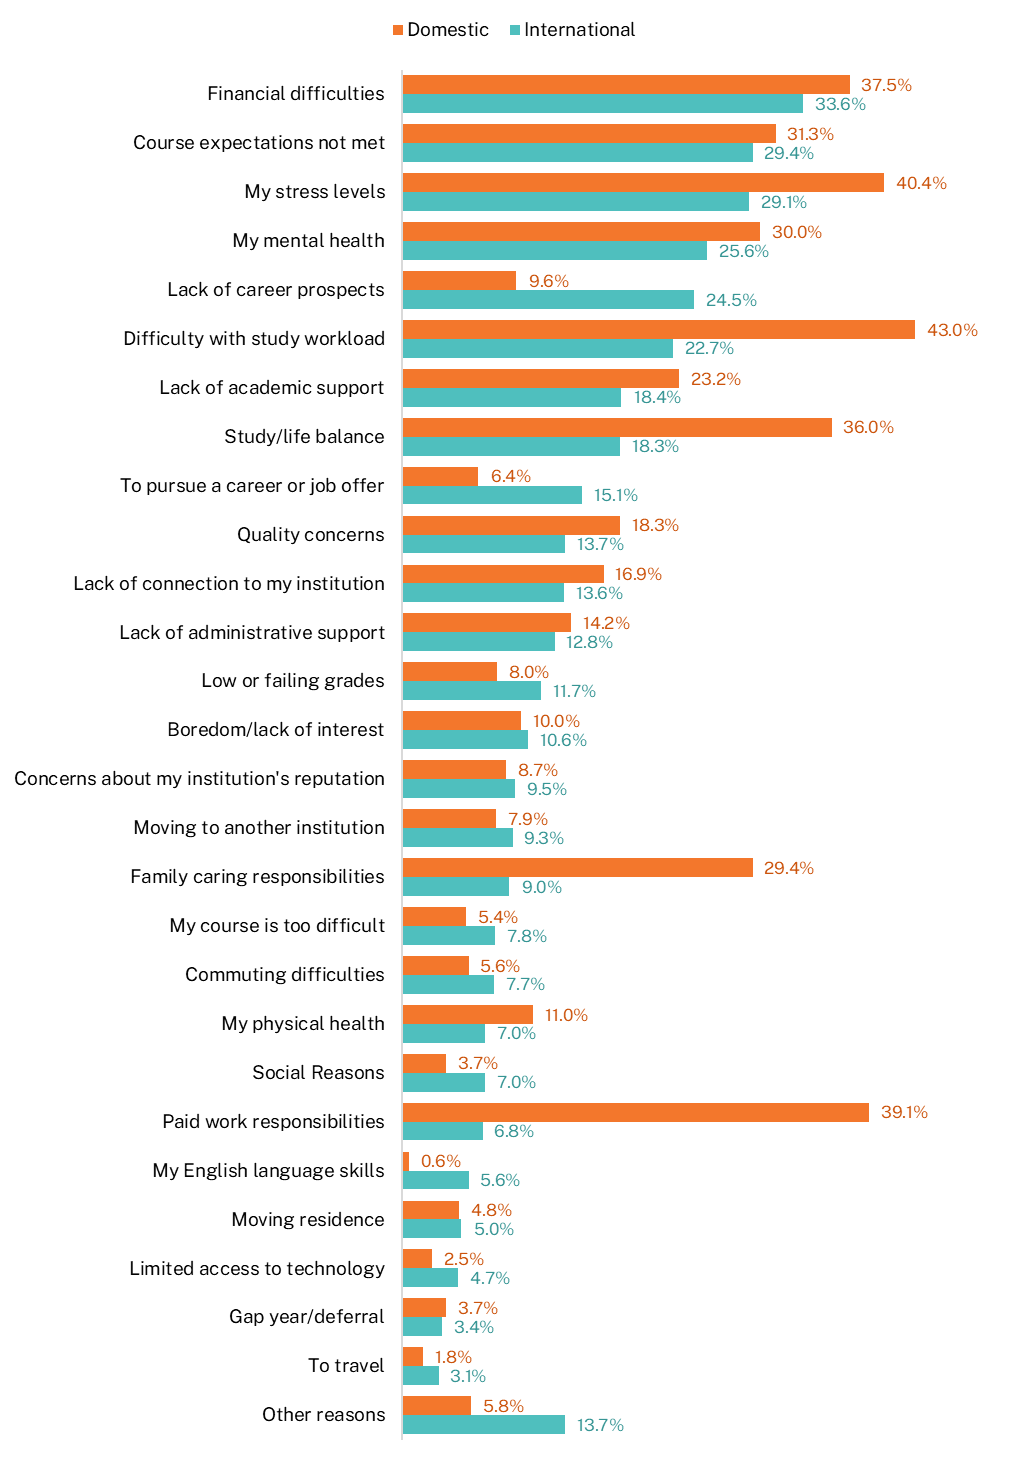 Domestic International
Financial difficulties 37.5%
33.6%
Course expectations not met 31.3%
29.4%
My stress levels 40.4%
29.1%
My mental health 30.0%
25.6%
Lack of career prospects 9.6%
24.5%
Difficulty with study workload 43.0%
22.7%
Lack of academic support 23.2%
18.4%
Study/life balance 36.0%
18.3%
To pursue a career or job offer 6.4%
15.1%
Quality concerns 18.3%
13.7%
Lack of connection to my institution 16.9%
13.6%
Lack of administrative support 14.2%
12.8%
Low or failing grades 8.0%
11.7%
Boredom/lack of interest 10.0%
10.6%
Concerns about my institution's reputation 8.7%
9.5%
Moving to another institution 7.9%
9.3%
Family caring responsibilities 29.4%
9.0%
My course is too difficult 5.4%
7.8%
Commuting difficulties 5.6%
7.7%
My physical health 11.0%
7.0%
Social Reasons 3.7%
7.0%
Paid work responsibilities 39.1%
6.8%
My English language skills 0.6%
5.6%
Moving residence 4.8%
5.0%
Limited access to technology 2.5%
4.7%
Gap year/deferral 3.7%
3.4%
To travel 1.8%
3.1%
Other reasons 5.8%
13.7%